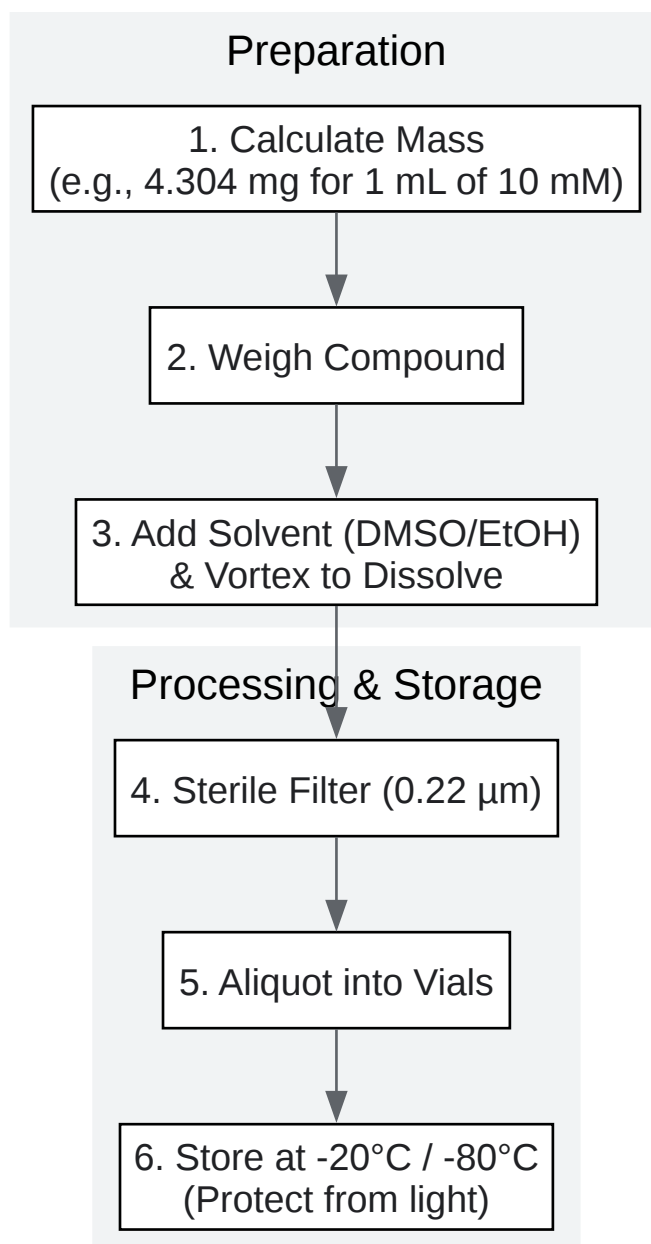 Preparation
1. Calculate Mass
(e.g., 4.304 mg for 1 mL of 10 mM)
2. Weigh Compound
3. Add Solvent (DMSO/EtOH)
& Vortex to Dissolve
Processing & Storage
4. Sterile Filter (0.22 µm)
5. Aliquot into Vials
6. Store at -20°C / -80°C
(Protect from light)